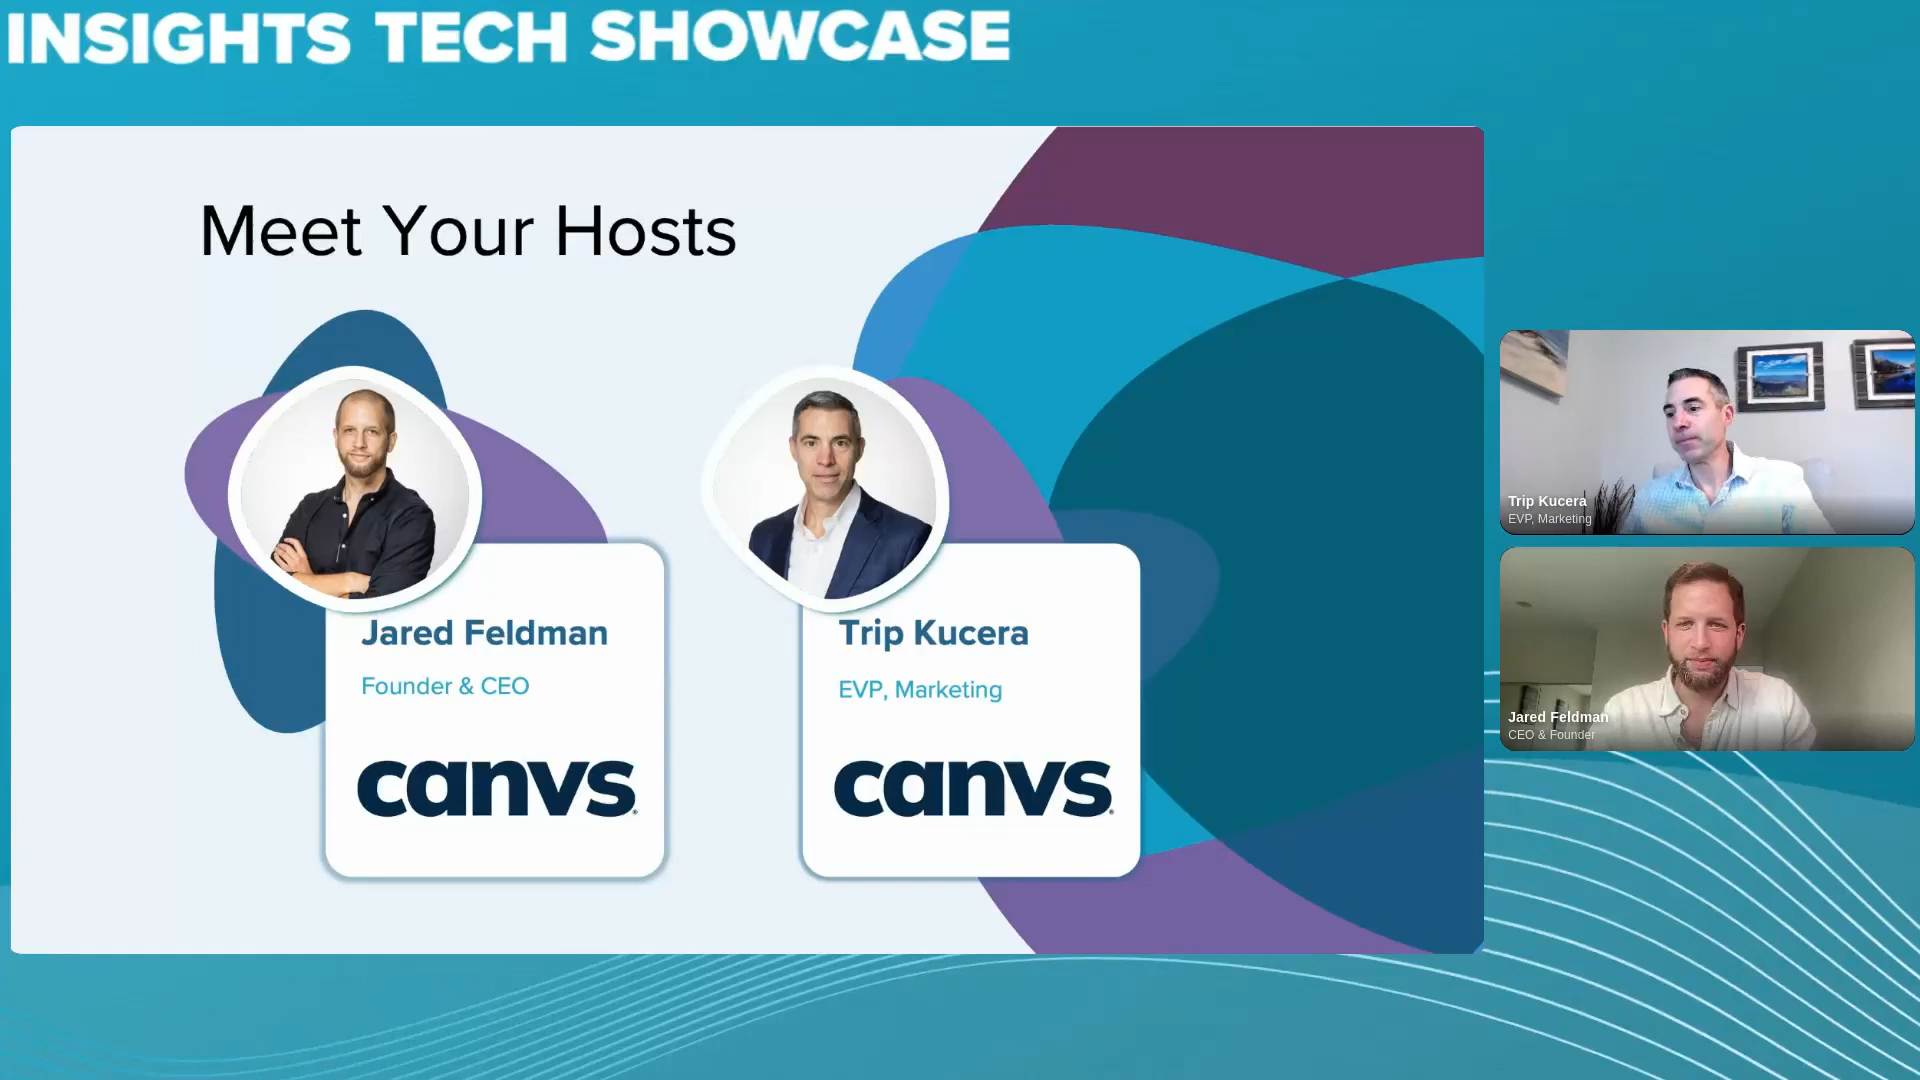 INSIGHTS TECH SHOWCASE
Meet Your Hosts
Jared Feldman
Founder & CEO
canvs
Trip Kucera
EVP, Marketing
canvs
Trip Kucera
EVP, Marketing
Jared Feldman
CEO & Founder